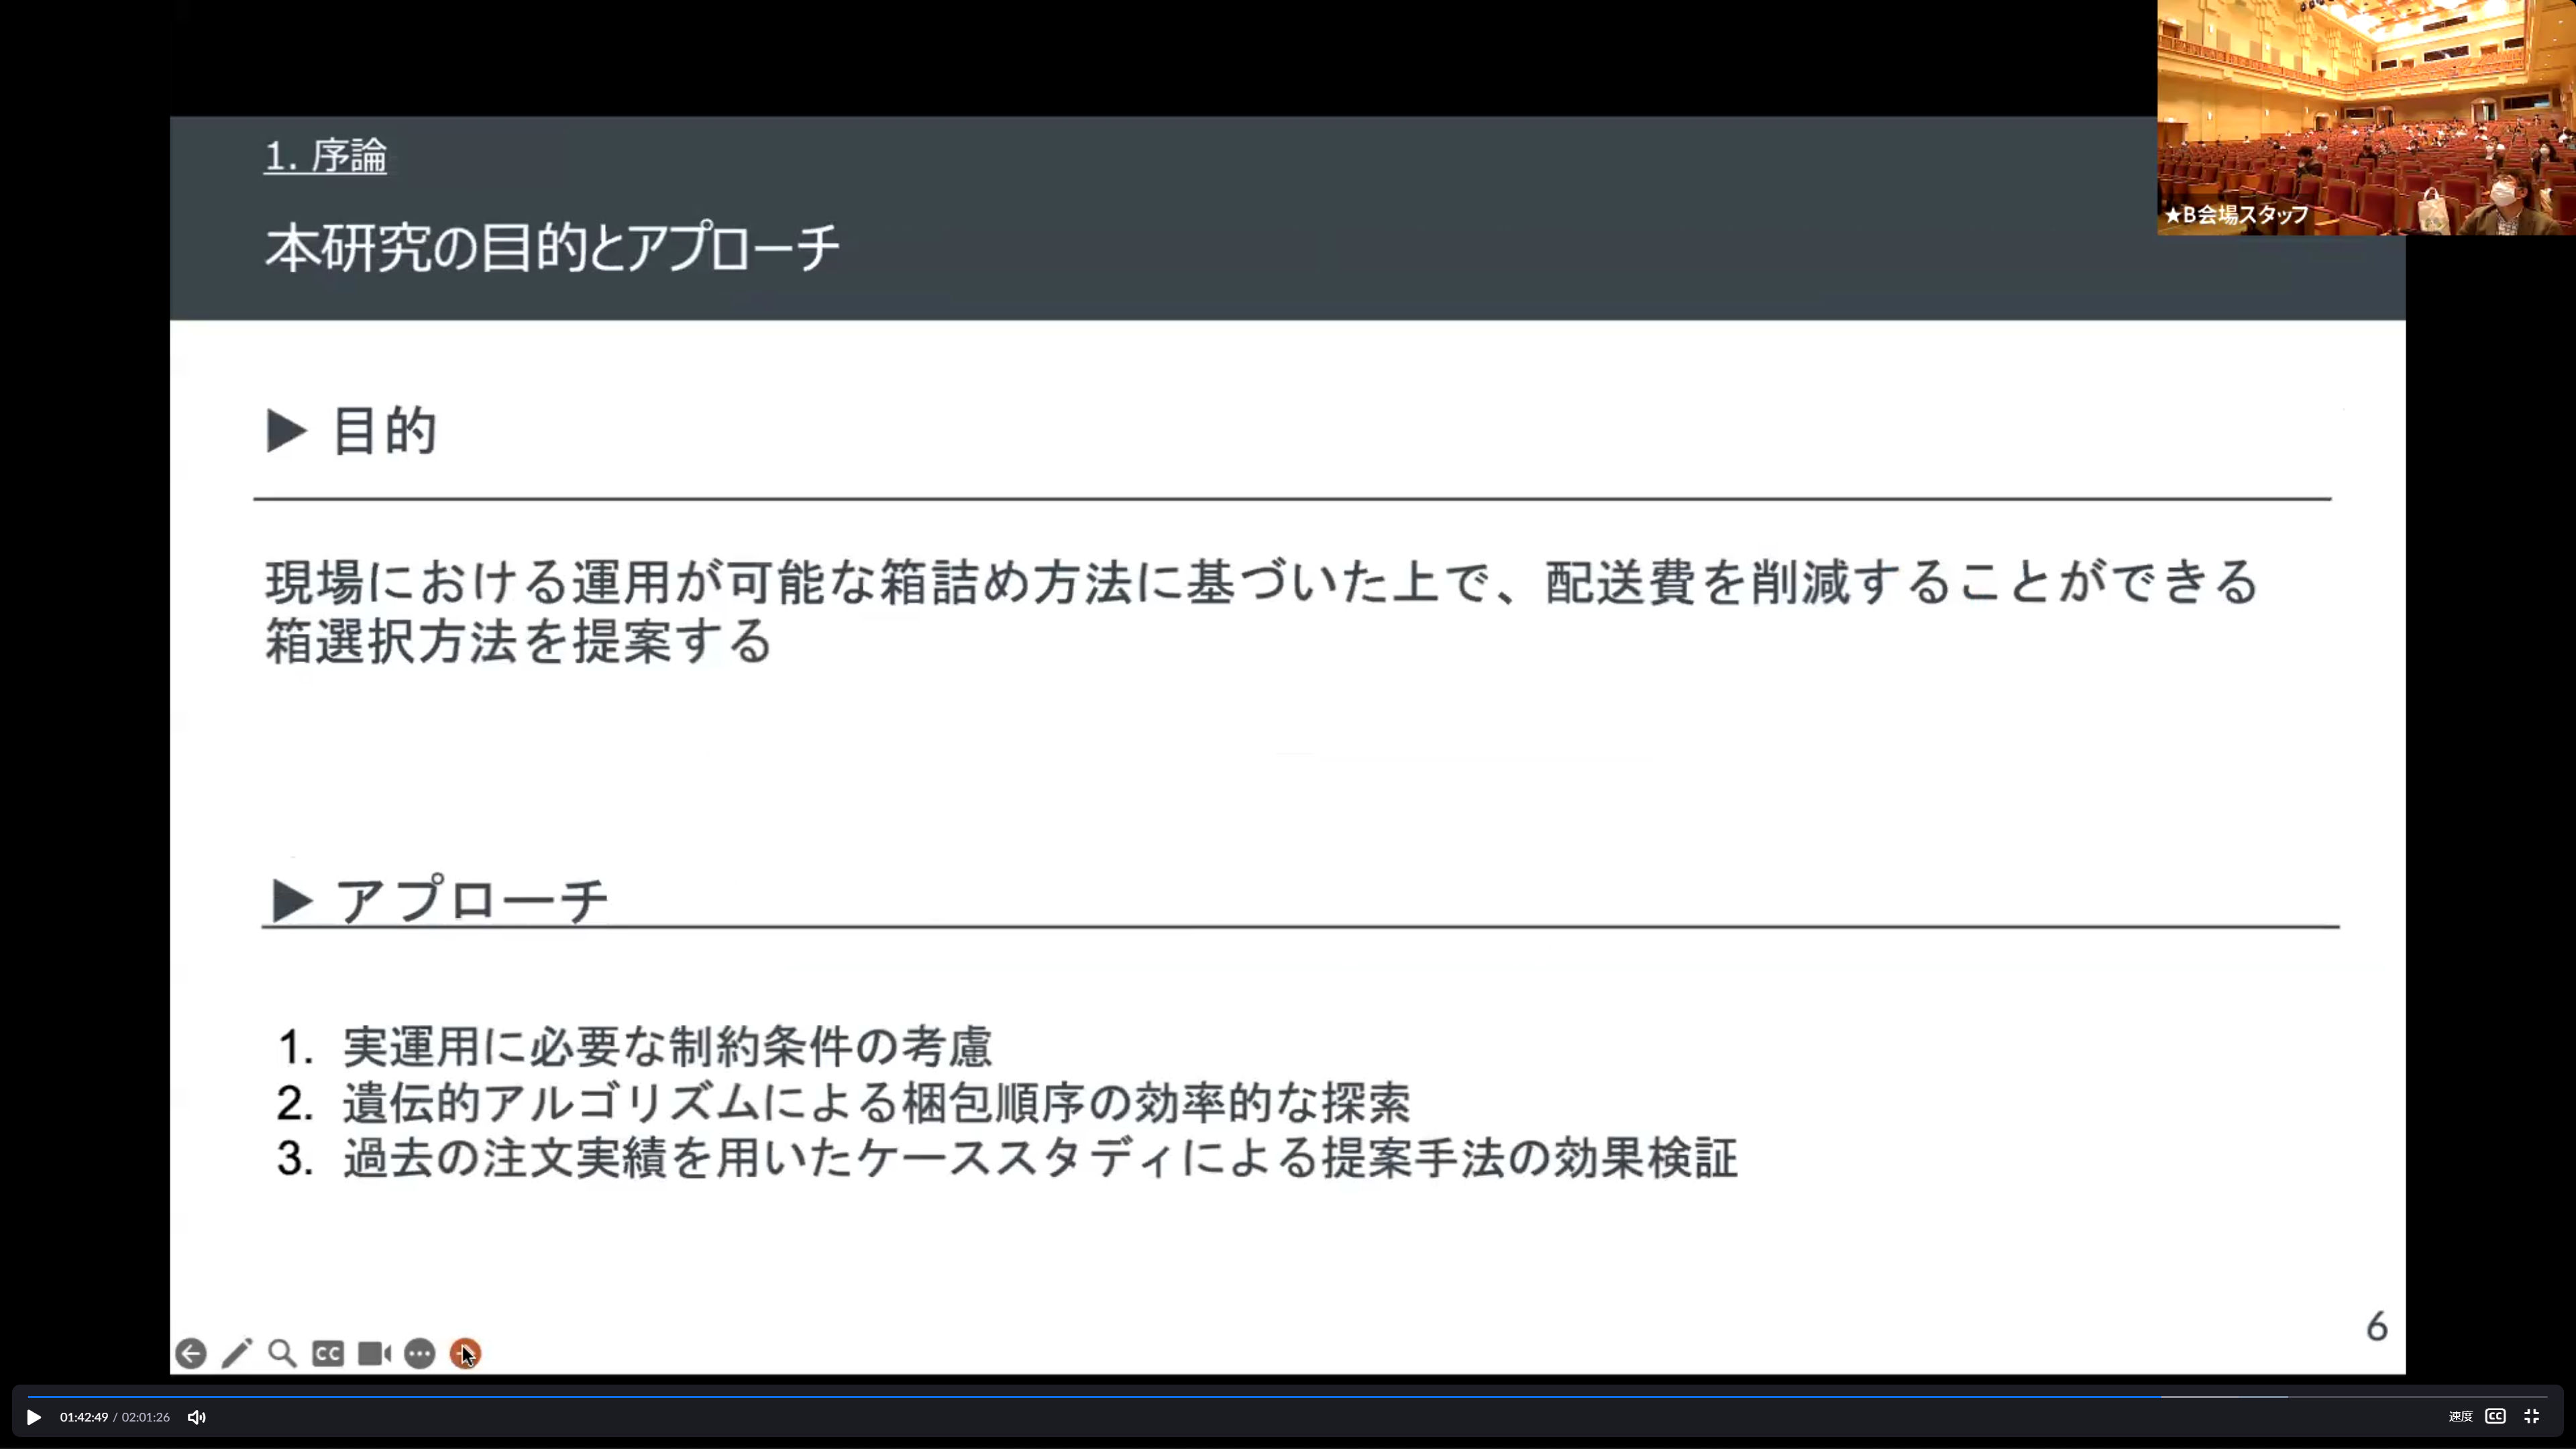 1. 序論
本研究の目的とアプローチ
★B会場スタッフ
▶ 目的
現場における運用が可能な箱詰め方法に基づいた上で、配送費を削減することができる
箱選択方法を提案する
▶ アプローチ
1. 実運用に必要な制約条件の考慮
2. 遺伝的アルゴリズムによる梱包順序の効率的な探索
3. 過去の注文実績を用いたケーススタディによる提案手法の効果検証
6
CC
01:42:49 / 02:01:26
速度 CC